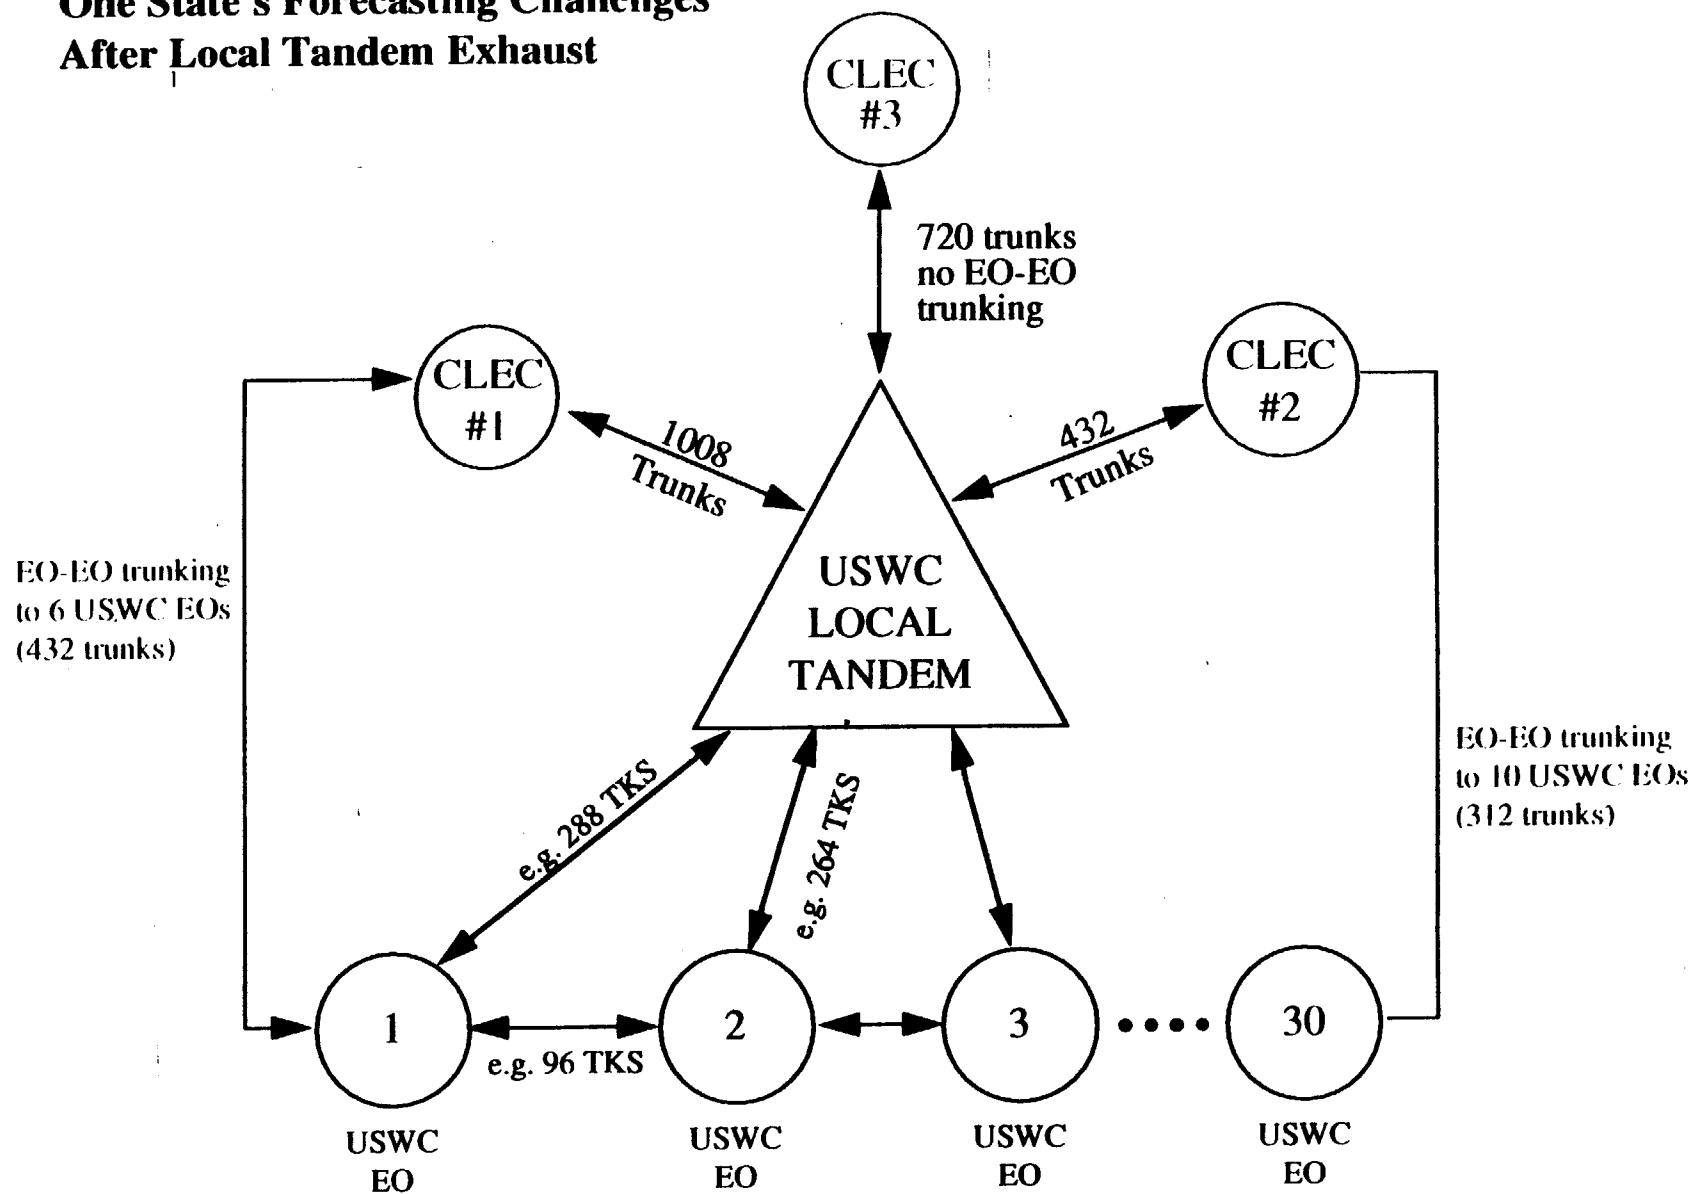 One State's Forecasting Challenges
After Local Tandem Exhaust
CLEC
#3
720 trunks
no EO-EO
trunking
CLEC
#1
CLEC
#2
1008
Trunks
432
Trunks
EO-EO trunking
to 6 USWC EOs
(432 trunks)
USWC
LOCAL
TANDEM
EO-EO trunking
to 10 USWC EOs
(312 trunks)
e.g. 288 TKS
e.g. 264 TKS
1
2
3
30
e.g. 96 TKS
USWC
EO
USWC
EO
USWC
EO
USWC
EO